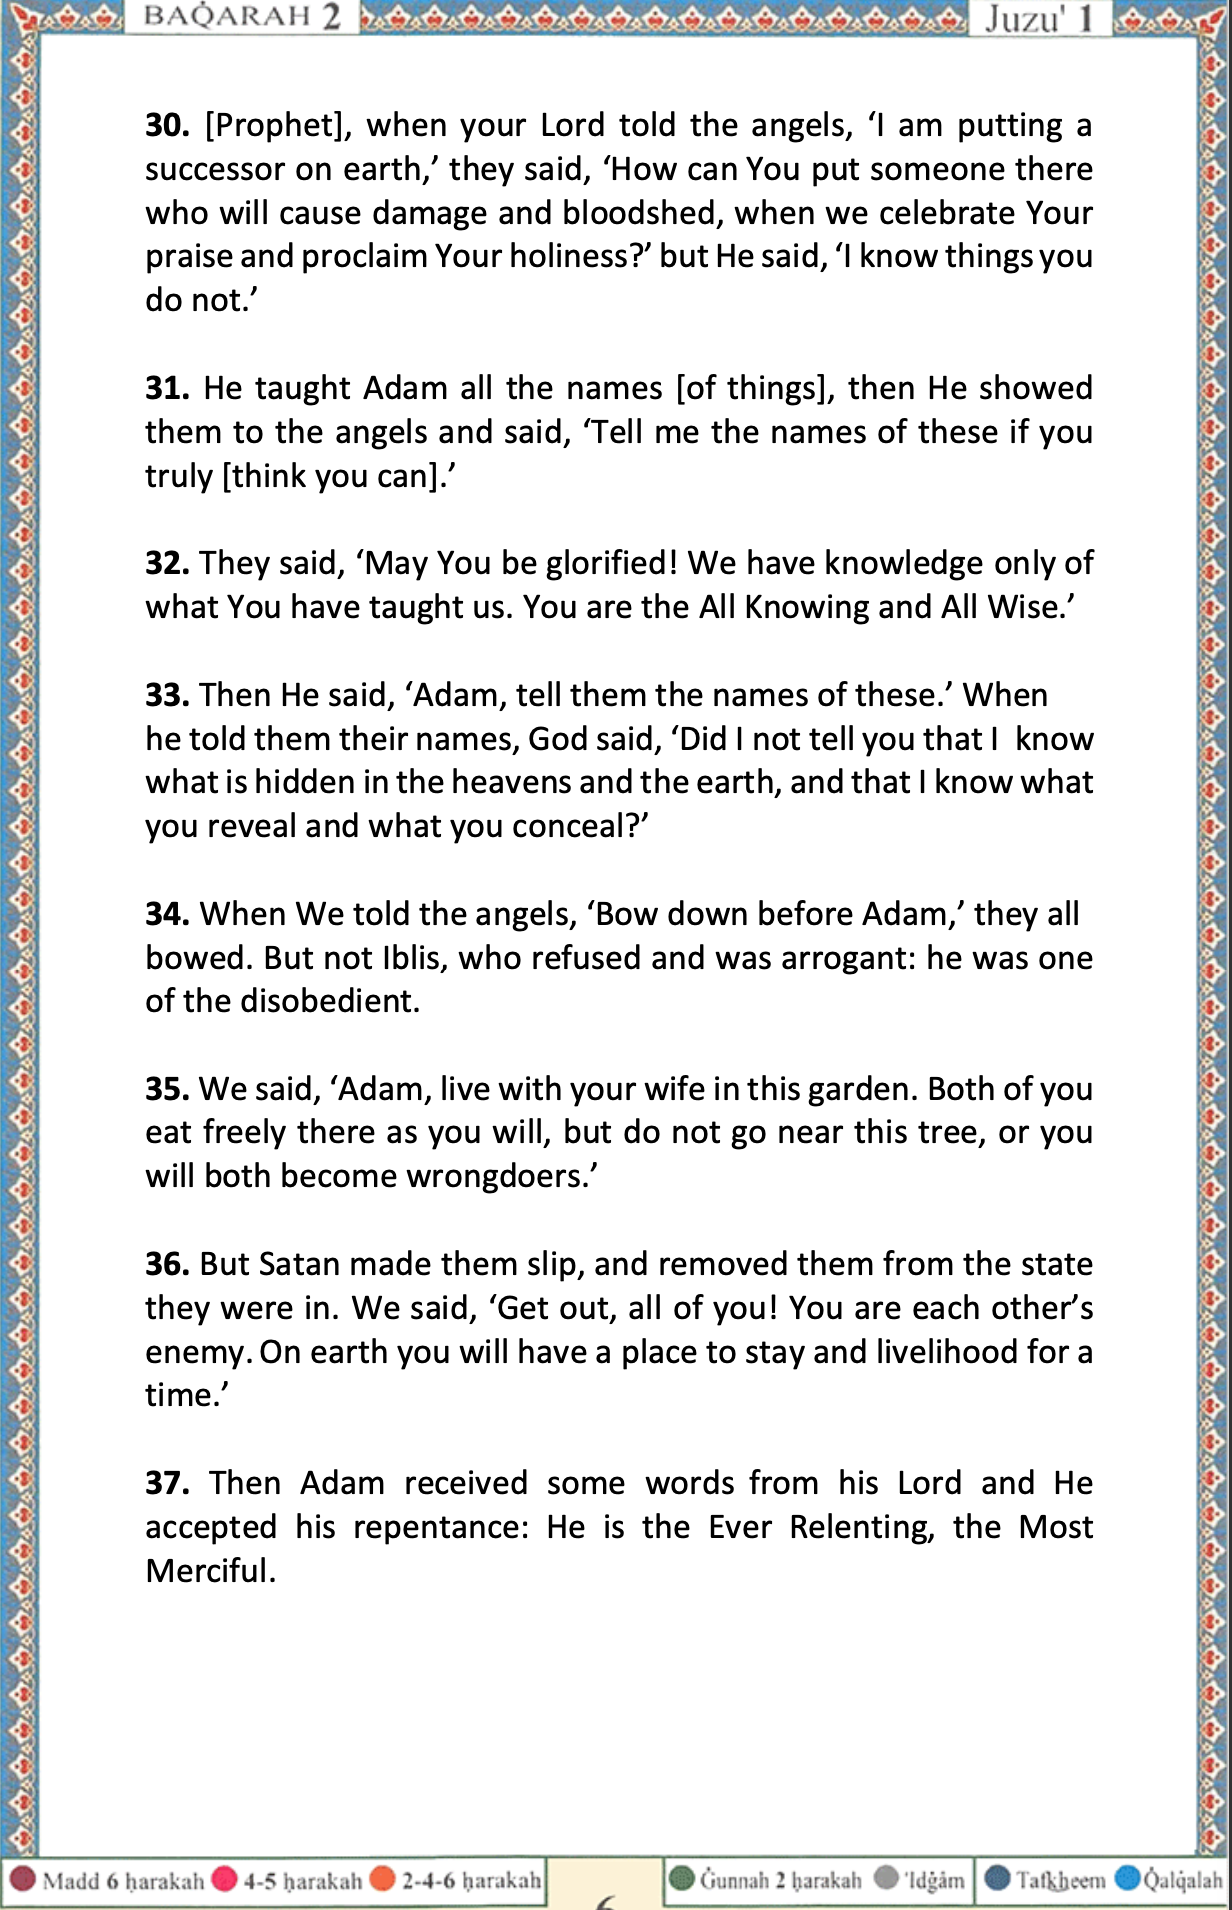 BAQ̇ARAH 2
Juzu' 1
30. [Prophet], when your Lord told the angels, ‘I am putting a
successor on earth,’ they said, ‘How can You put someone there
who will cause damage and bloodshed, when we celebrate Your
praise and proclaim Your holiness?’ but He said, ‘I know things you
do not.’
31. He taught Adam all the names [of things], then He showed
them to the angels and said, ‘Tell me the names of these if you
truly [think you can].’
32. They said, ‘May You be glorified! We have knowledge only of
what You have taught us. You are the All Knowing and All Wise.’
33. Then He said, ‘Adam, tell them the names of these.’ When
he told them their names, God said, ‘Did I not tell you that I know
what is hidden in the heavens and the earth, and that I know what
you reveal and what you conceal?’
34. When We told the angels, ‘Bow down before Adam,’ they all
bowed. But not Iblis, who refused and was arrogant: he was one
of the disobedient.
35. We said, ‘Adam, live with your wife in this garden. Both of you
eat freely there as you will, but do not go near this tree, or you
will both become wrongdoers.’
36. But Satan made them slip, and removed them from the state
they were in. We said, ‘Get out, all of you! You are each other’s
enemy. On earth you will have a place to stay and livelihood for a
time.’
37. Then Adam received some words from his Lord and He
accepted his repentance: He is the Ever Relenting, the Most
Merciful.
Madd 6 ḥarakah 4-5 ḥarakah 2-4-6 ḥarakah
Ġunnah 2 ḥarakah 'Idġâm
Tafk͟heem Q̇alq̇alah